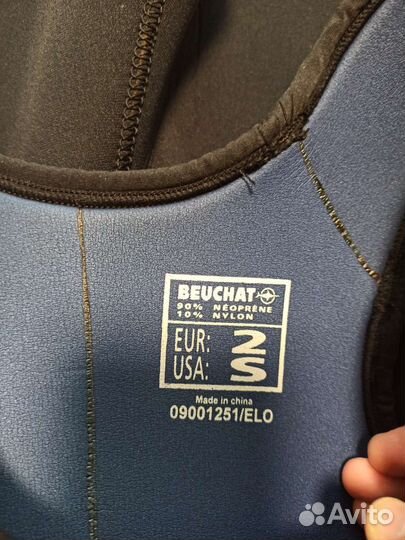 BEUCHAT
90% NÉOPRÈNE
10% NYLON
EUR: 2
USA: S
Made in china
09001251/ELO
Avito